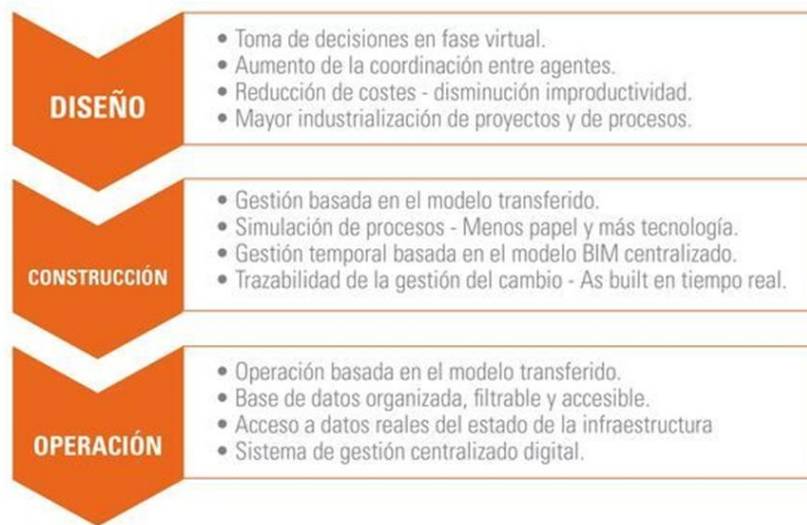 DISEÑO
• Toma de decisiones en fase virtual.
• Aumento de la coordinación entre agentes.
• Reducción de costes - disminución improductividad.
• Mayor industrialización de proyectos y de procesos.
CONSTRUCCIÓN
• Gestión basada en el modelo transferido.
• Simulación de procesos - Menos papel y más tecnología.
• Gestión temporal basada en el modelo BIM centralizado.
• Trazabilidad de la gestión del cambio - As built en tiempo real.
OPERACIÓN
• Operación basada en el modelo transferido.
• Base de datos organizada, filtrable y accesible.
• Acceso a datos reales del estado de la infraestructura
• Sistema de gestión centralizado digital.